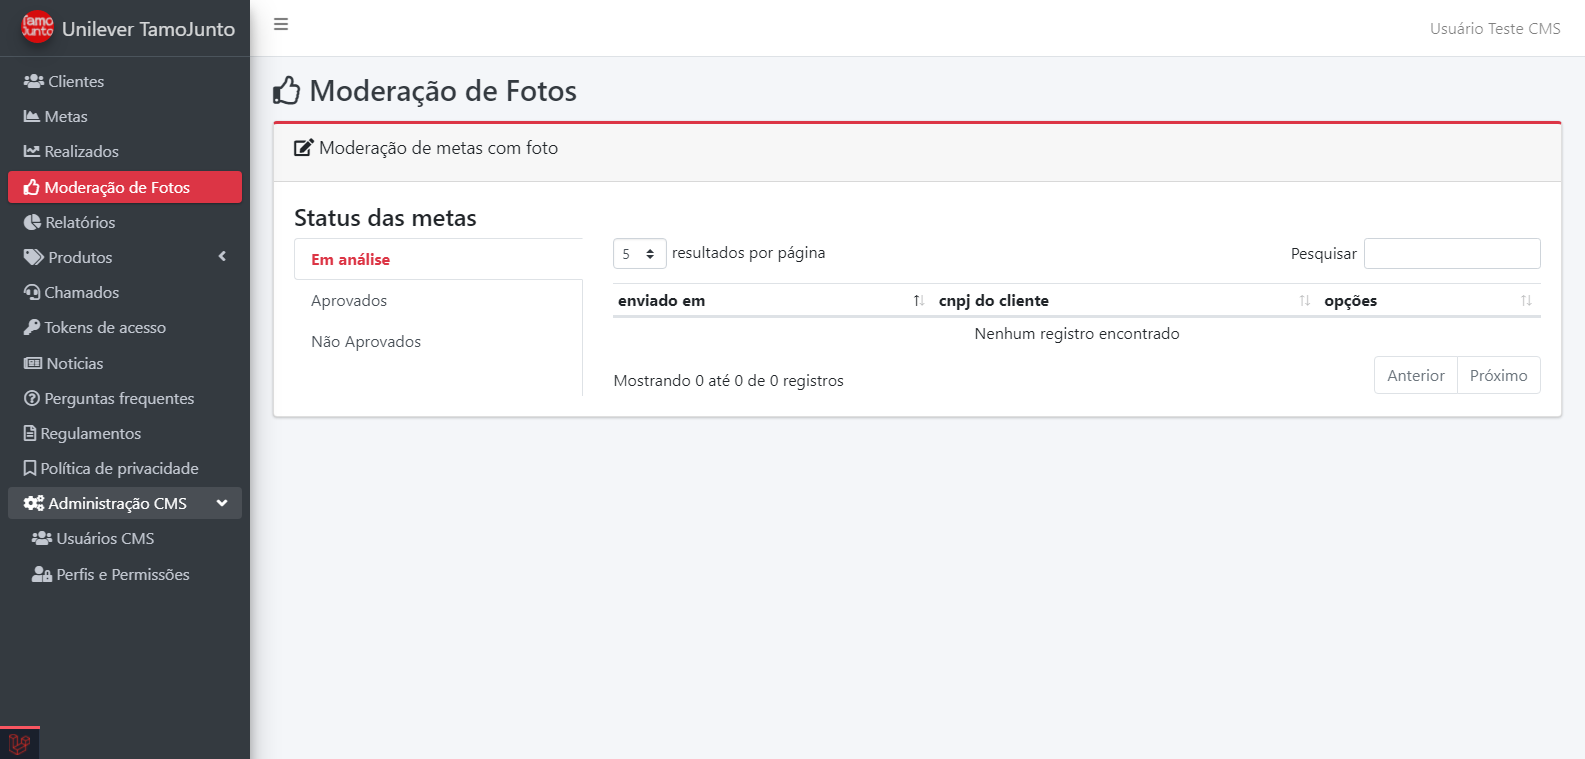 Tamo Junto
Unilever TamoJunto
Usuário Teste CMS
Clientes
Metas
Realizados
Moderação de Fotos
Relatórios
Produtos
Chamados
Tokens de acesso
Noticias
Perguntas frequentes
Regulamentos
Política de privacidade
Administração CMS
Usuários CMS
Perfis e Permissões
Moderação de Fotos
Moderação de metas com foto
Status das metas
Em análise
Aprovados
Não Aprovados
5 resultados por página
Pesquisar
enviado em cnpj do cliente opções
Nenhum registro encontrado
Mostrando 0 até 0 de 0 registros
Anterior Próximo